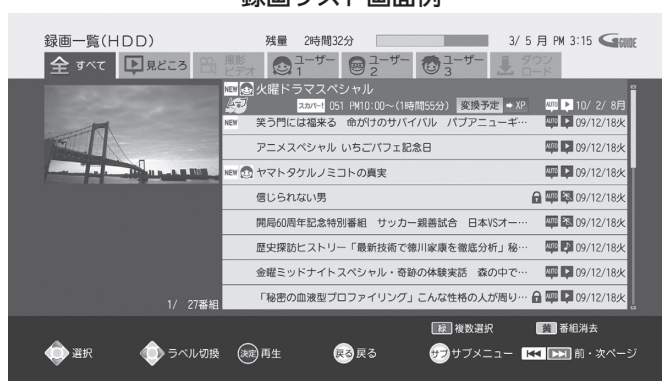 録画リスト画面例
録画一覧(HDD) 残量 2時間32分 3/ 5 月 PM 3:15 G GUIDE
全 すべて 見どころ 撮影ビデオ ユーザー1 ユーザー2 ユーザー3 ダウンロード
NEW 火曜ドラマスペシャル
スカパー! 051 PM10:00~(1時間55分) 変換予定 ➡ XP AUTO 10/ 2/ 8月
NEW 笑う門には福来る 命がけのサバイバル パプアニューギ… AUTO 09/12/18火
アニメスペシャル いちごパフェ記念日 AUTO 09/12/18火
NEW ヤマトタケルノミコトの真実 AUTO 09/12/18火
信じられない男 AUTO 09/12/18火
開局60周年記念特別番組 サッカー親善試合 日本VSオー… AUTO 09/12/18火
歴史探訪ヒストリー「最新技術で徳川家康を徹底分析」秘… AUTO 09/12/18火
金曜ミッドナイトスペシャル・奇跡の体験実話 森の中で… AUTO 09/12/18火
「秘密の血液型プロファイリング」こんな性格の人が周り… AUTO 09/12/18火
1/ 27番組
緑 複数選択 黄 番組消去
選択 ラベル切換 決定 再生 戻る 戻る サブ サブメニュー 前・次ページ